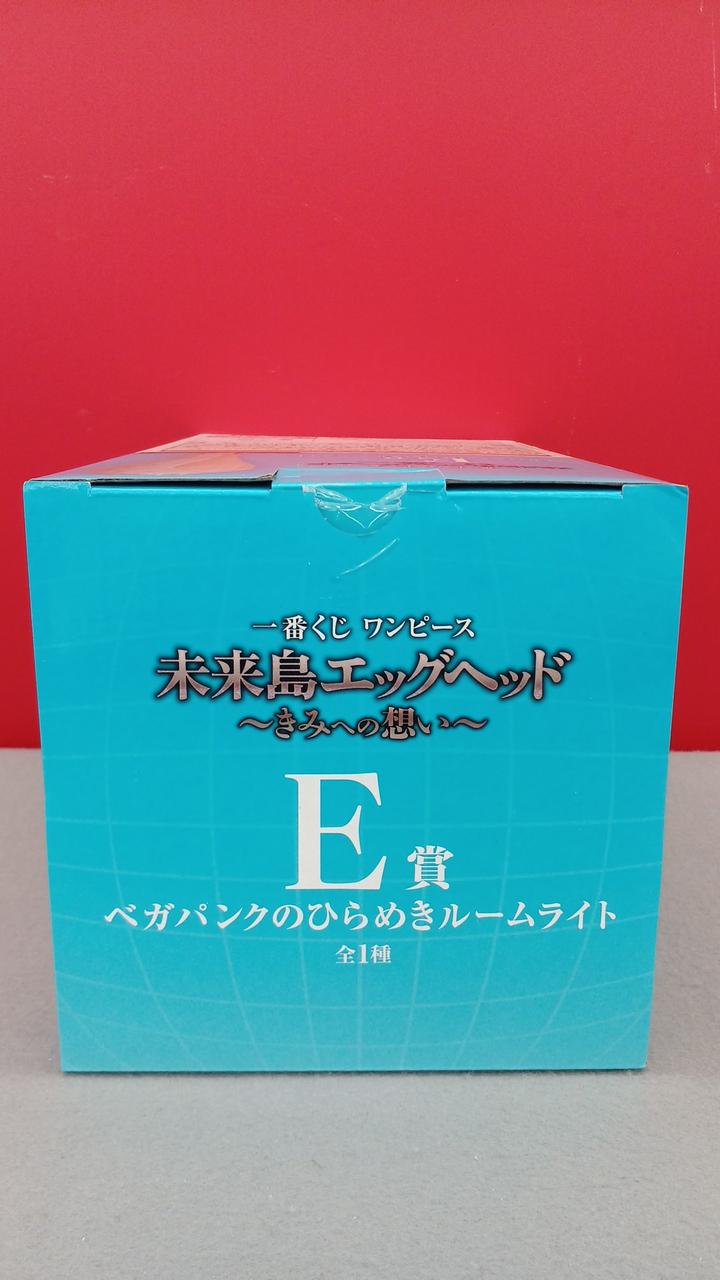 一番くじ ワンピース
未来島エッグヘッド
～きみへの想い～
E賞
ベガパンクのひらめきルームライト
全1種